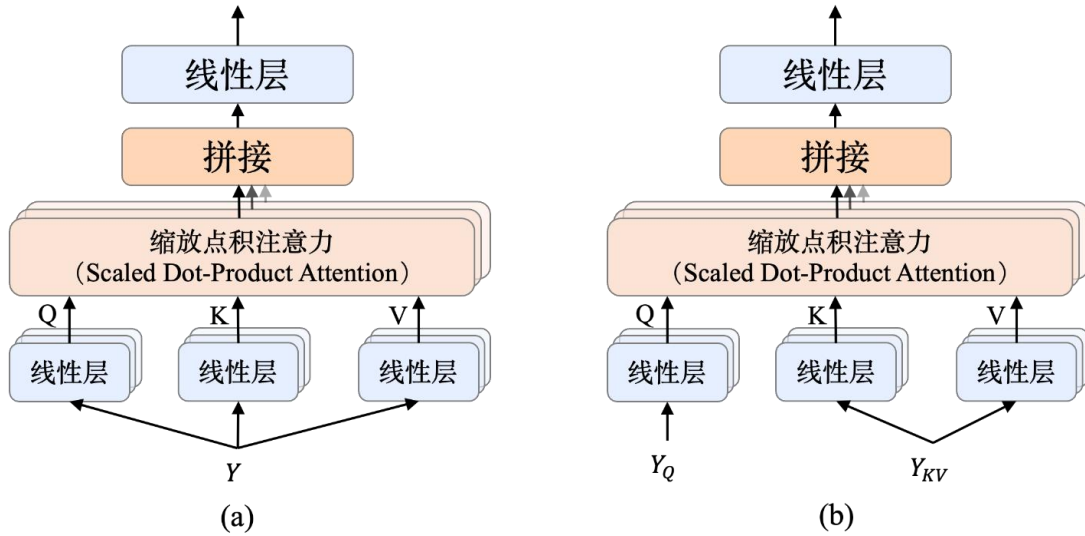 线性层
拼接
缩放点积注意力
（Scaled Dot-Product Attention）
Q K V
线性层 线性层 线性层
Y
(a)
线性层
拼接
缩放点积注意力
（Scaled Dot-Product Attention）
Q K V
线性层 线性层 线性层
Y_Q Y_{KV}
(b)